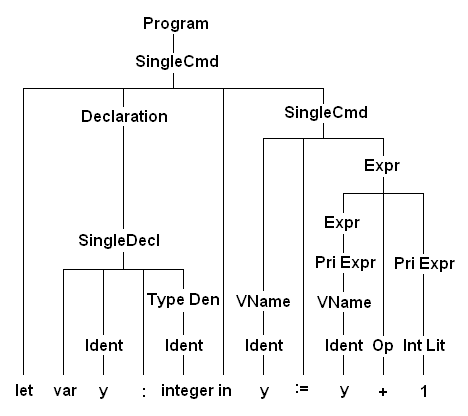 Program
SingleCmd
Declaration SingleCmd
Expr
Expr
SingleDecl
Pri Expr Pri Expr
Type Den VName VName
Ident Ident Ident Ident Op Int Lit
let var y : integer in y := y + 1